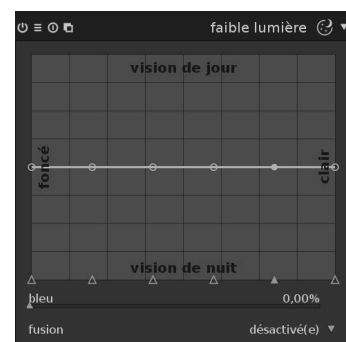 faible lumière
vision de jour
foncé
clair
vision de nuit
bleu 0,00%
fusion désactivé(e)